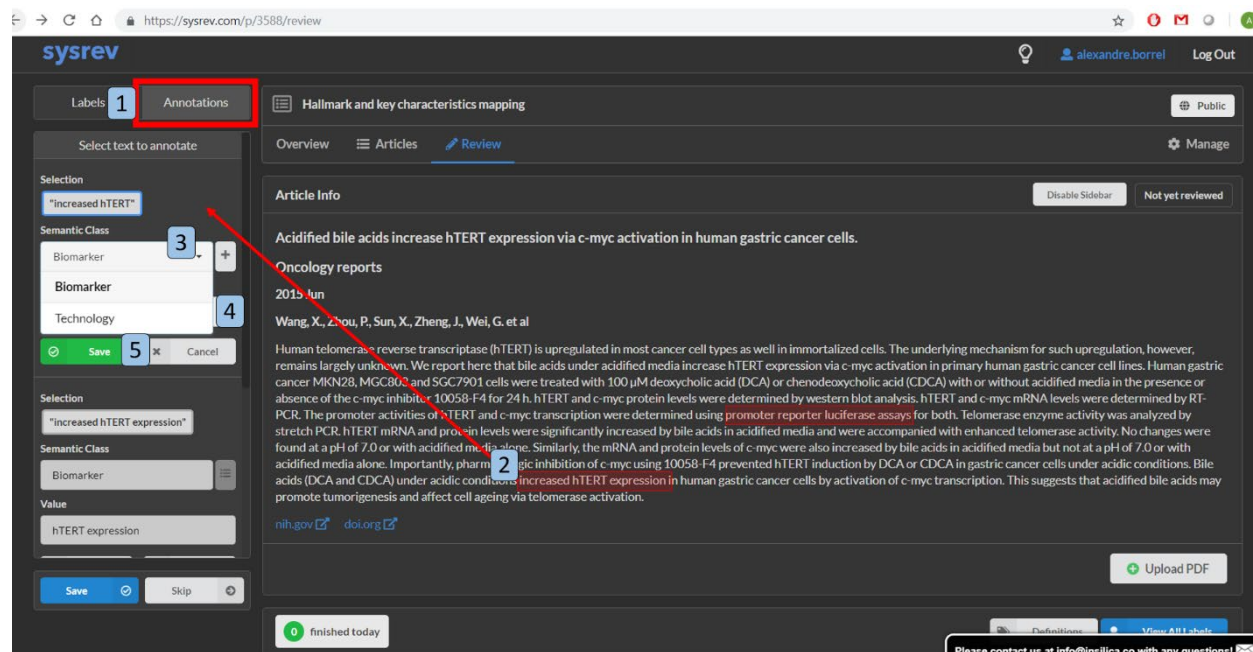 https://sysrev.com/p/3588/review
sysrev
alexandre.borrel
Log Out
Labels
1
Annotations
Select text to annotate
Selection
"increased hTERT"
Semantic Class
3
Biomarker
+
Biomarker
Technology
4
Save
5
Cancel
Selection
"increased hTERT expression"
Semantic Class
Biomarker
Value
hTERT expression
Save
Skip
Hallmark and key characteristics mapping
Public
Overview
Articles
Review
Manage
Article Info
Disable Sidebar
Not yet reviewed
Acidified bile acids increase hTERT expression via c-myc activation in human gastric cancer cells.
Oncology reports
2015 Jun
Wang, X., Zhou, P., Sun, X., Zheng, J., Wei, G. et al
Human telomerase reverse transcriptase (hTERT) is upregulated in most cancer cell types as well in immortalized cells. The underlying mechanism for such upregulation, however,
remains largely unknown. We report here that bile acids under acidified media increase hTERT expression via c-myc activation in primary human gastric cancer cell lines. Human gastric
cancer MKN28, MGC803 and SGC7901 cells were treated with 100 µM deoxycholic acid (DCA) or chenodeoxycholic acid (CDCA) with or without acidified media in the presence or
absence of the c-myc inhibitor 10058-F4 for 24 h. hTERT and c-myc protein levels were determined by western blot analysis. hTERT and c-myc mRNA levels were determined by RT-
PCR. The promoter activities of hTERT and c-myc transcription were determined using promoter reporter luciferase assays for both. Telomerase enzyme activity was analyzed by
stretch PCR. hTERT mRNA and protein levels were significantly increased by bile acids in acidified media and were accompanied with enhanced telomerase activity. No changes were
found at a pH of 7.0 or with acidified media alone. Similarly, the mRNA and protein levels of c-myc were also increased by bile acids in acidified media but not at a pH of 7.0 or with
acidified media alone. Importantly, pharm 2 gic inhibition of c-myc using 10058-F4 prevented hTERT induction by DCA or CDCA in gastric cancer cells under acidic conditions. Bile
acids (DCA and CDCA) under acidic conditions increased hTERT expression in human gastric cancer cells by activation of c-myc transcription. This suggests that acidified bile acids may
promote tumorigenesis and affect cell ageing via telomerase activation.
nih.gov
doi.org
Upload PDF
0 finished today
Definitions
View All Labels
Please contact us at info@insilica.co with any questions!